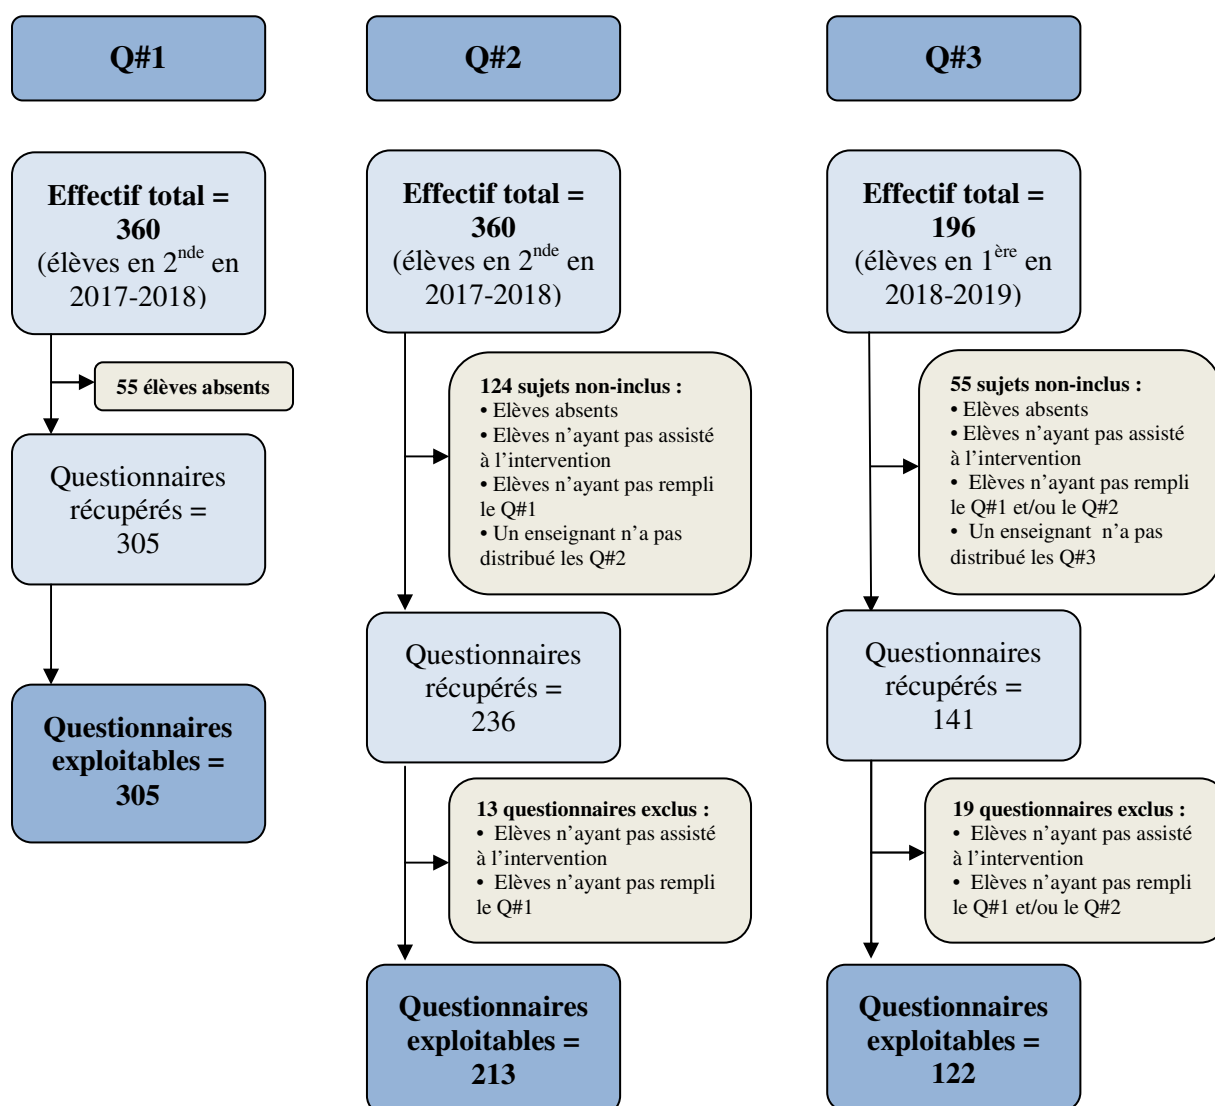 Q#1
Effectif total =
360
(élèves en 2nde en
2017-2018)
55 élèves absents
Questionnaires
récupérés =
305
Questionnaires
exploitables =
305
Q#2
Effectif total =
360
(élèves en 2nde en
2017-2018)
124 sujets non-inclus :
• Elèves absents
• Elèves n’ayant pas assisté
à l’intervention
• Elèves n’ayant pas rempli
le Q#1
• Un enseignant n’a pas
distribué les Q#2
Questionnaires
récupérés =
236
13 questionnaires exclus :
• Elèves n’ayant pas assisté
à l’intervention
• Elèves n’ayant pas rempli
le Q#1
Questionnaires
exploitables =
213
Q#3
Effectif total =
196
(élèves en 1ère en
2018-2019)
55 sujets non-inclus :
• Elèves absents
• Elèves n’ayant pas assisté
à l’intervention
• Elèves n’ayant pas rempli
le Q#1 et/ou le Q#2
• Un enseignant n’a pas
distribué les Q#3
Questionnaires
récupérés =
141
19 questionnaires exclus :
• Elèves n’ayant pas assisté
à l’intervention
• Elèves n’ayant pas rempli
le Q#1 et/ou le Q#2
Questionnaires
exploitables =
122